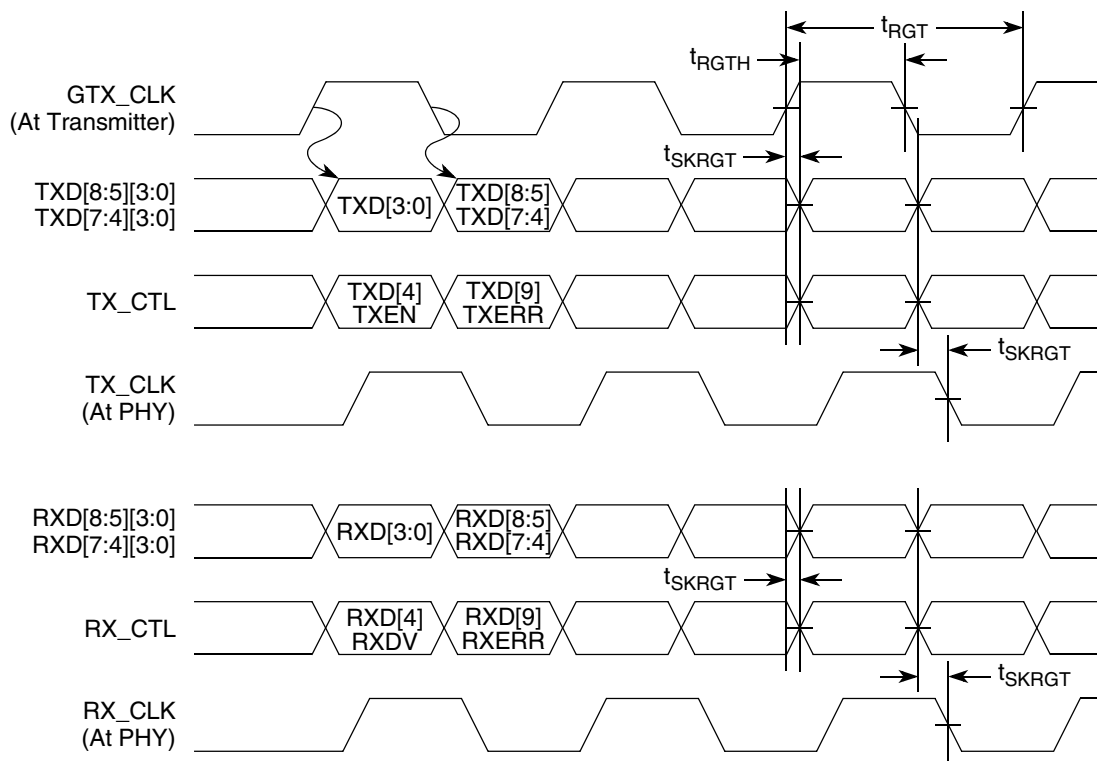 tRGT
tRGTH
GTX_CLK
(At Transmitter)
tSKRGT
TXD[8:5][3:0]
TXD[7:4][3:0]
TXD[3:0]
TXD[8:5]
TXD[7:4]
TX_CTL
TXD[4]
TXEN
TXD[9]
TXERR
tSKRGT
TX_CLK
(At PHY)
RXD[8:5][3:0]
RXD[7:4][3:0]
RXD[3:0]
RXD[8:5]
RXD[7:4]
tSKRGT
RX_CTL
RXD[4]
RXDV
RXD[9]
RXERR
tSKRGT
RX_CLK
(At PHY)